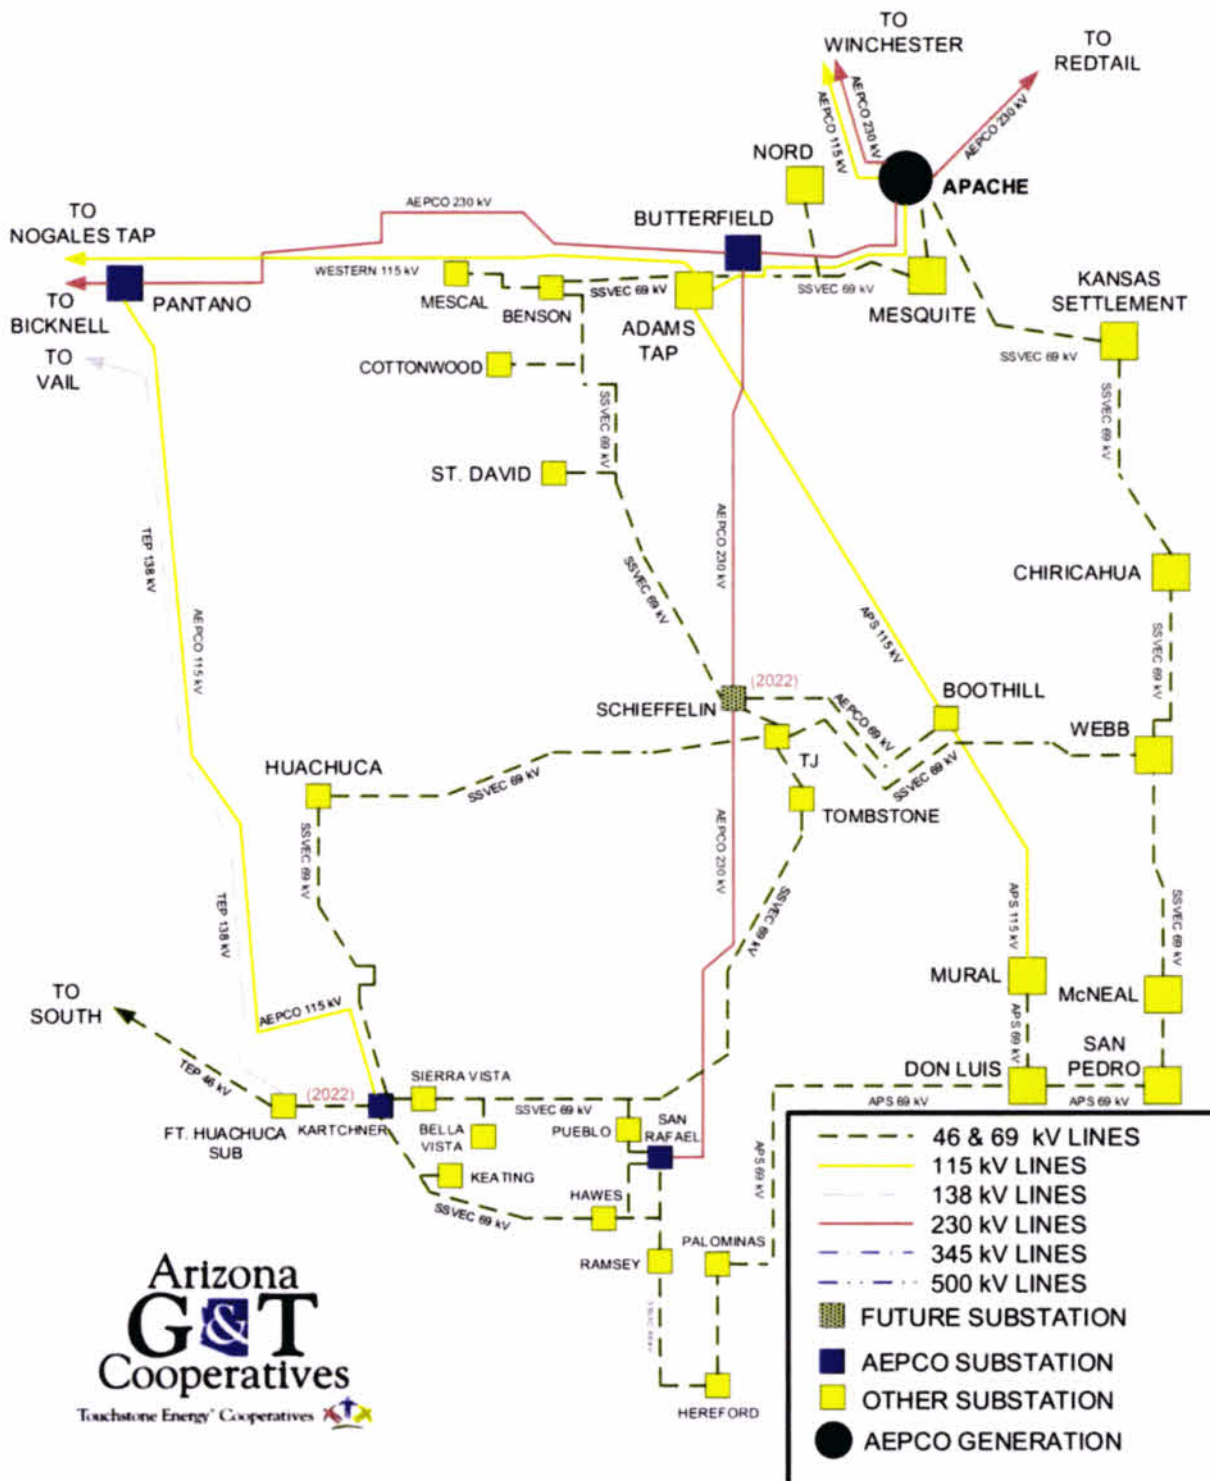 TO
WINCHESTER
TO
REDTAIL
AEPCO 115 kV
AEPCO 230 kV
AEPCO 230 kV
NORD
APACHE
AEPCO 230 kV
TO
NOGALES TAP
BUTTERFIELD
WESTERN 115 kV
MESCAL
SSVEC 69 kV
SSVEC 69 kV
KANSAS
SETTLEMENT
PANTANO
BENSON
MESQUITE
TO
BICKNELL
ADAMS
TAP
TO
VAIL
COTTONWOOD
SSVEC 69 kV
SSVEC 69 kV
SSVEC 69 kV
ST. DAVID
TEP 138 kV
AEPCO 230 kV
SSVEC 69 kV
CHIRICAHUA
AEPCO 115 kV
APS 115 kV
SSVEC 69 kV
(2022)
SCHIEFFELIN
AEPCO 69 kV
BOOTHILL
WEBB
TJ
HUACHUCA
SSVEC 69 kV
SSVEC 69 kV
TOMBSTONE
SSVEC 69 kV
AEPCO 230 kV
TEP 138 kV
SSVEC 69 kV
APS 115 kV
SSVEC 69 kV
MURAL
McNEAL
TO
SOUTH
AEPCO 115 kV
APS 69 kV
SAN
PEDRO
DON LUIS
TEP 46 kV
SIERRA VISTA
(2022)
SSVEC 69 kV
APS 69 kV
APS 69 kV
KARTCHNER
FT. HUACHUCA
SUB
BELLA
VISTA
PUEBLO
SAN
RAFAEL
KEATING
APS 69 kV
HAWES
SSVEC 69 kV
PALOMINAS
RAMSEY
HEREFORD
46 & 69 kV LINES
115 kV LINES
138 kV LINES
230 kV LINES
345 kV LINES
500 kV LINES
FUTURE SUBSTATION
AEPCO SUBSTATION
OTHER SUBSTATION
AEPCO GENERATION
Arizona
G&T
Cooperatives
Touchstone Energy® Cooperatives